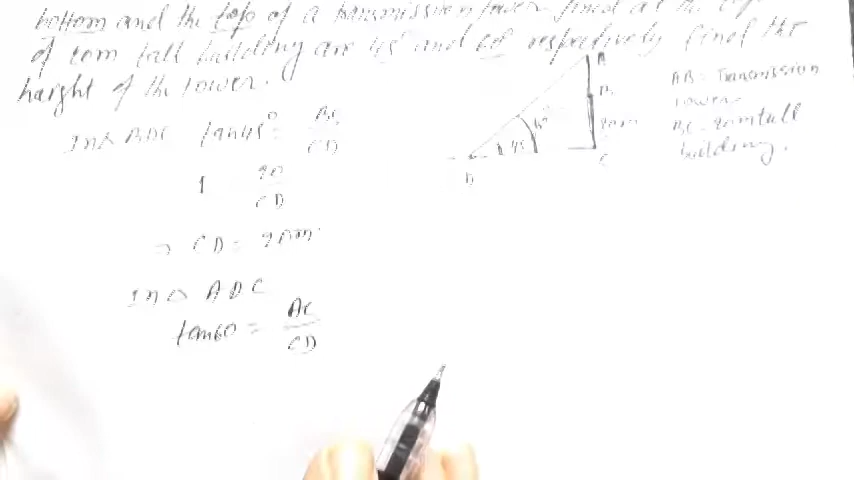 bottom and the top of a transmission tower fixed at the top
of 20m tall building are 45° and 60° respectively find the
height of the tower.
In △ BDC tan45° = BC/CD
1 20/CD
⇒ CD = 20m
In △ ADC
tan60 = AC/CD
A
B
20m
C
D
45
60°
AB = Transmission
tower
BC = 20m tall
building.